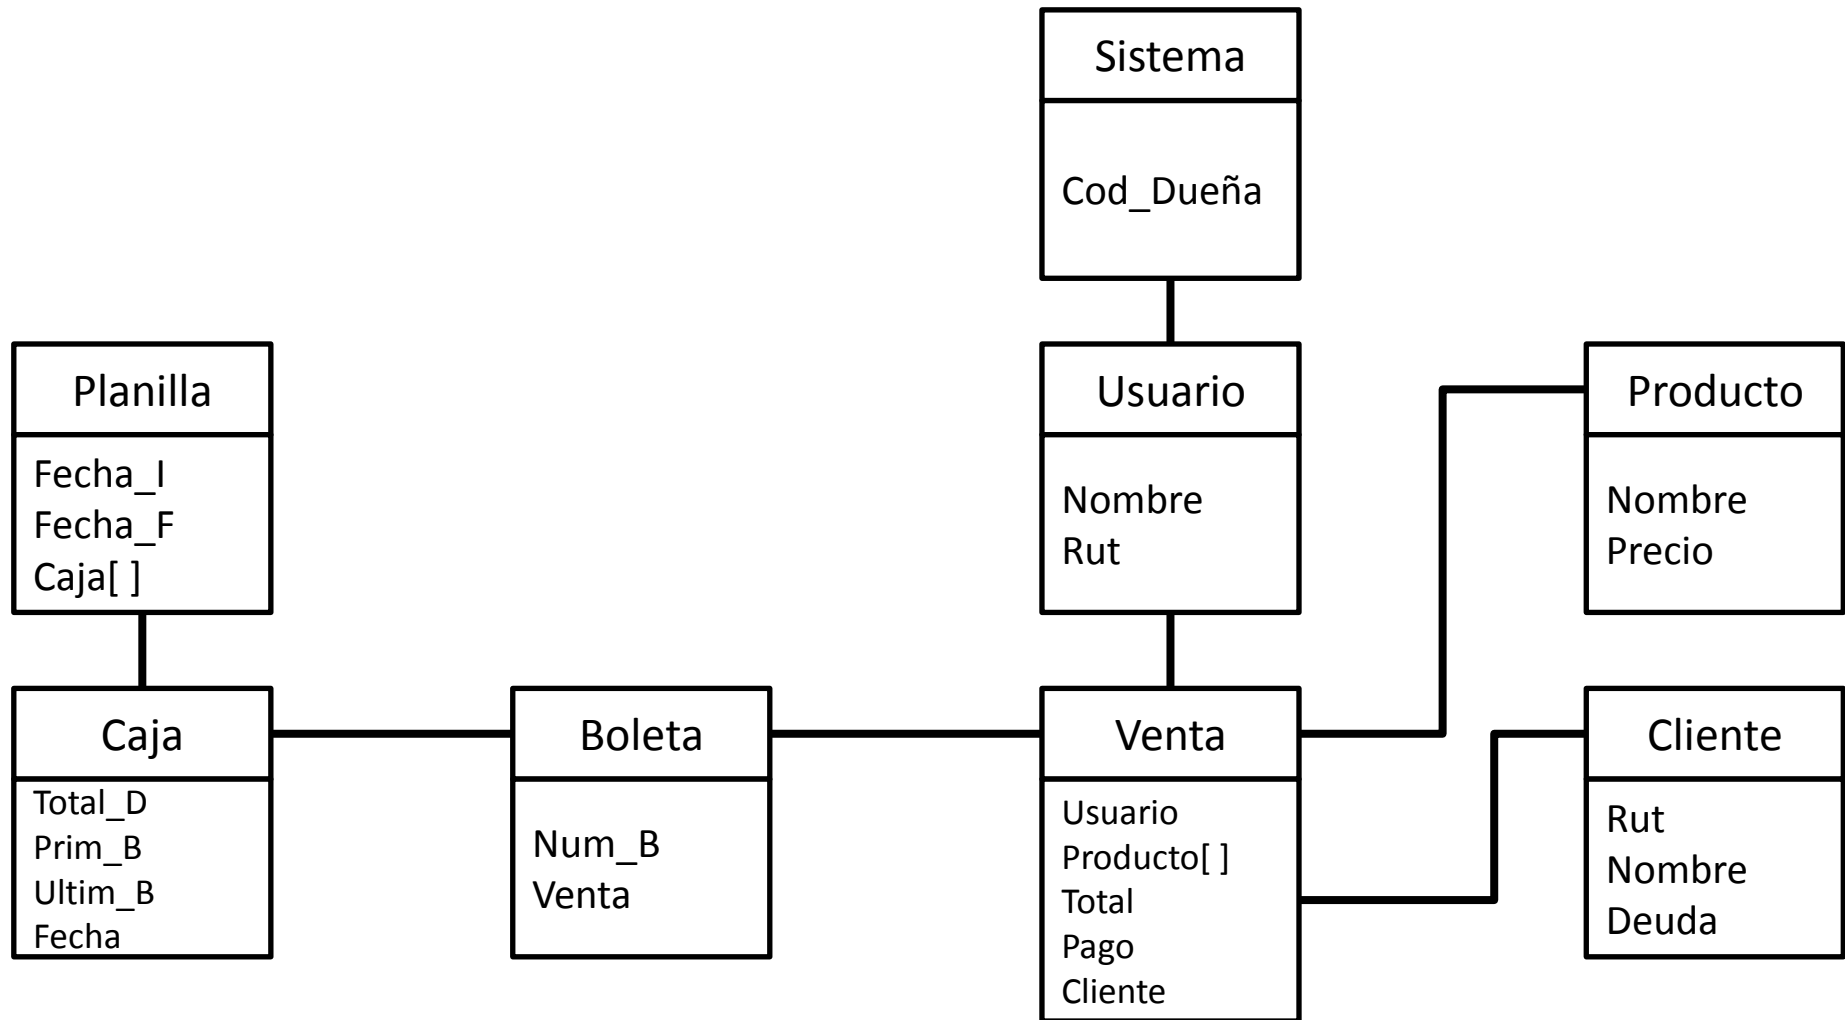 Sistema
Cod_Dueña
Planilla
Fecha_I
Fecha_F
Caja[ ]
Usuario
Nombre
Rut
Producto
Nombre
Precio
Caja
Total_D
Prim_B
Ultim_B
Fecha
Boleta
Num_B
Venta
Venta
Usuario
Producto[ ]
Total
Pago
Cliente
Cliente
Rut
Nombre
Deuda